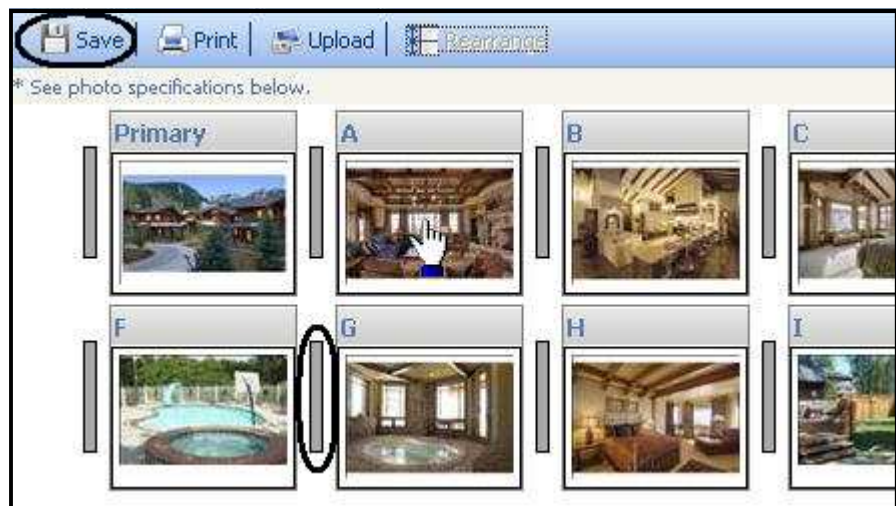 Save Print Upload Rearrange
* See photo specifications below.
Primary A B C
F G H I